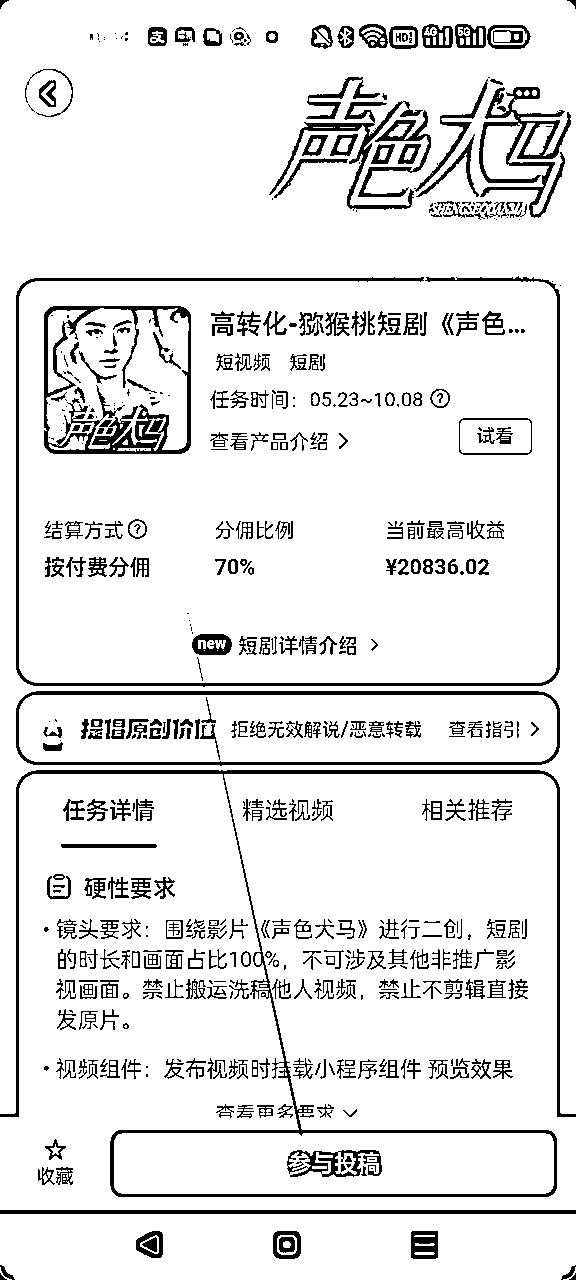 声色犬马
SHENGSEQUANMA
高转化-猕猴桃短剧《声色...
短视频 短剧
任务时间：05.23~10.08
查看产品介绍
试看
声色犬马
结算方式 分佣比例 当前最高收益
按付费分佣 70% ¥20836.02
new 短剧详情介绍
提倡原创价值 拒绝无效解说/恶意转载 查看指引
任务详情 精选视频 相关推荐
硬性要求
·镜头要求：围绕影片《声色犬马》进行二创，短剧
的时长和画面占比100%，不可涉及其他非推广影
视画面。禁止搬运洗稿他人视频，禁止不剪辑直接
发原片。
·视频组件：发布视频时挂载小程序组件 预览效果
查看更多要求
收藏
参与投稿